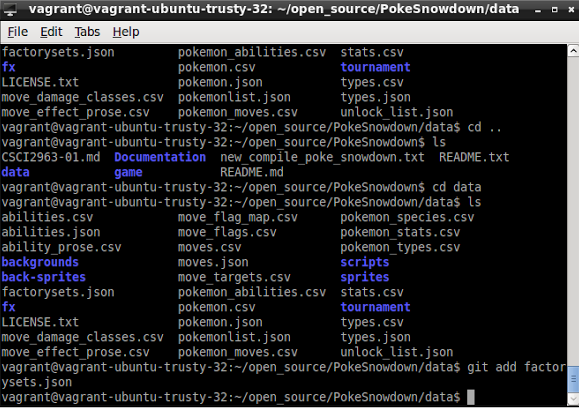 vagrant@vagrant-ubuntu-trusty-32: ~/open_source/PokeSnowdown/data
File Edit Tabs Help
factorysets.json pokemon_abilities.csv stats.csv
fx pokemon.csv tournament
LICENSE.txt pokemon.json types.csv
move_damage_classes.csv pokemonlist.json types.json
move_effect_prose.csv pokemon_moves.csv unlock_list.json
vagrant@vagrant-ubuntu-trusty-32:~/open_source/PokeSnowdown/data$ cd ..
vagrant@vagrant-ubuntu-trusty-32:~/open_source/PokeSnowdown$ ls
CSCI2963-01.md Documentation new_compile_poke_snowdown.txt README.txt
data game README.md
vagrant@vagrant-ubuntu-trusty-32:~/open_source/PokeSnowdown$ cd data
vagrant@vagrant-ubuntu-trusty-32:~/open_source/PokeSnowdown/data$ ls
abilities.csv move_flag_map.csv pokemon_species.csv
abilities.json move_flags.csv pokemon_stats.csv
ability_prose.csv moves.csv pokemon_types.csv
backgrounds moves.json scripts
back-sprites move_targets.csv sprites
factorysets.json pokemon_abilities.csv stats.csv
fx pokemon.csv tournament
LICENSE.txt pokemon.json types.csv
move_damage_classes.csv pokemonlist.json types.json
move_effect_prose.csv pokemon_moves.csv unlock_list.json
vagrant@vagrant-ubuntu-trusty-32:~/open_source/PokeSnowdown/data$ git add factor
ysets.json
vagrant@vagrant-ubuntu-trusty-32:~/open_source/PokeSnowdown/data$